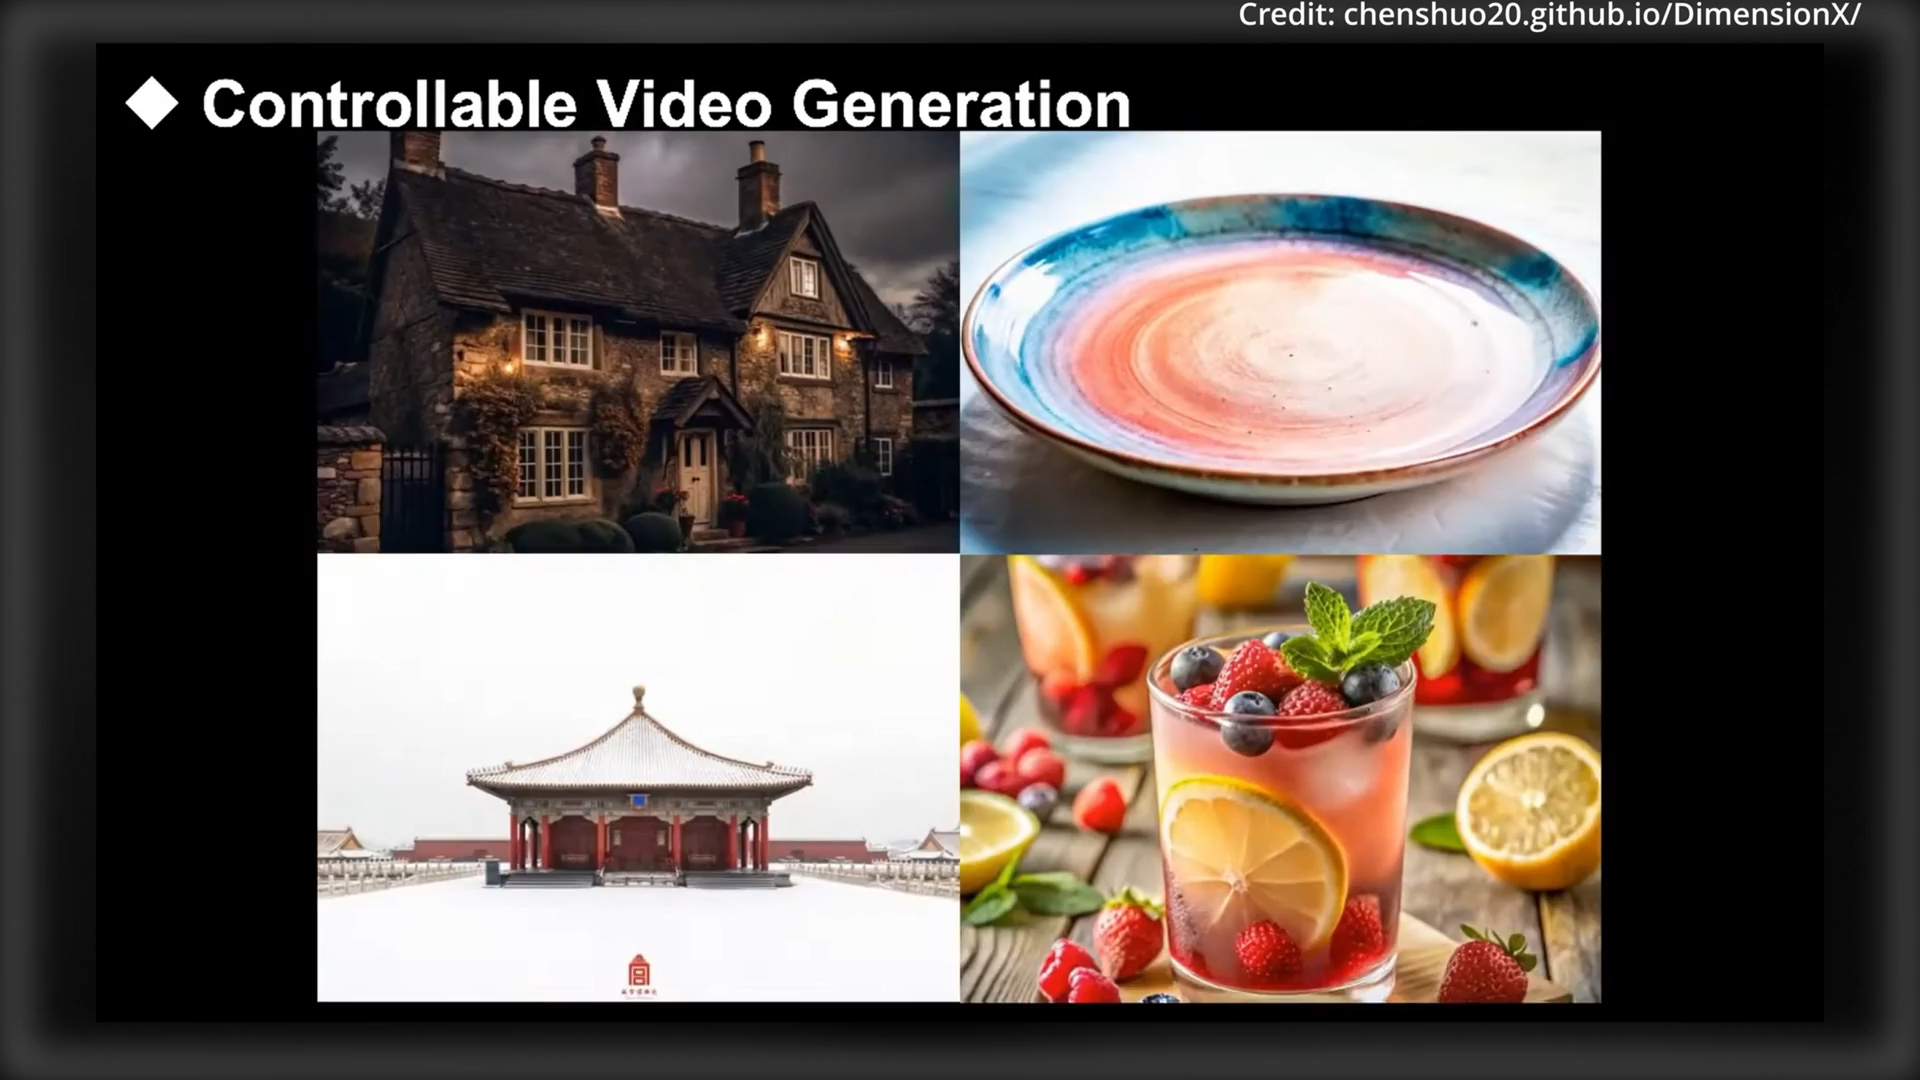 Credit: chenshuo20.github.io/DimensionX/
◆ Controllable Video Generation